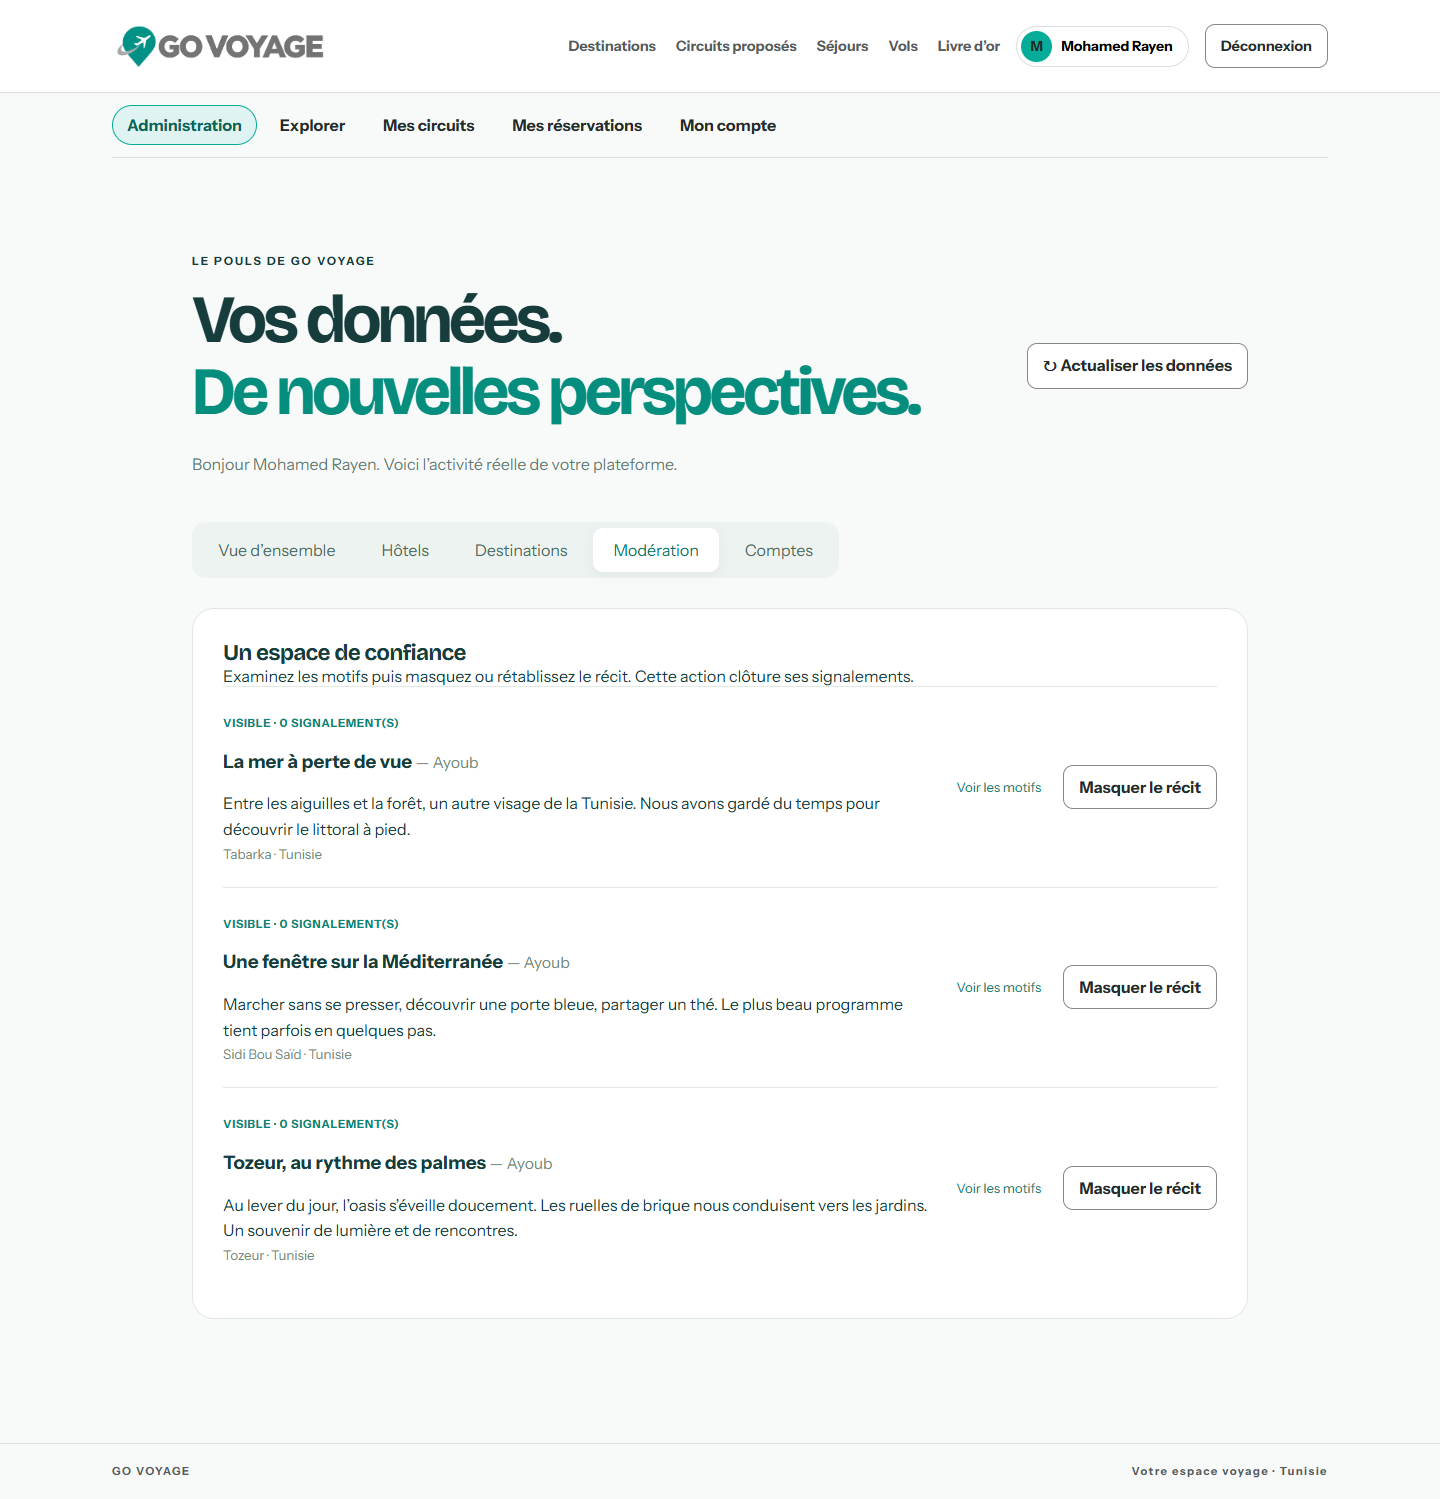 GO VOYAGE
Destinations
Circuits proposés
Séjours
Vols
Livre d’or
M
Mohamed Rayen
Déconnexion
Administration
Explorer
Mes circuits
Mes réservations
Mon compte
LE POULS DE GO VOYAGE
Vos données.
De nouvelles perspectives.
↻ Actualiser les données
Bonjour Mohamed Rayen. Voici l’activité réelle de votre plateforme.
Vue d’ensemble
Hôtels
Destinations
Modération
Comptes
Un espace de confiance
Examinez les motifs puis masquez ou rétablissez le récit. Cette action clôture ses signalements.
VISIBLE · 0 SIGNALEMENT(S)
La mer à perte de vue — Ayoub
Entre les aiguilles et la forêt, un autre visage de la Tunisie. Nous avons gardé du temps pour
découvrir le littoral à pied.
Tabarka · Tunisie
Voir les motifs
Masquer le récit
VISIBLE · 0 SIGNALEMENT(S)
Une fenêtre sur la Méditerranée — Ayoub
Marcher sans se presser, découvrir une porte bleue, partager un thé. Le plus beau programme
tient parfois en quelques pas.
Sidi Bou Saïd · Tunisie
Voir les motifs
Masquer le récit
VISIBLE · 0 SIGNALEMENT(S)
Tozeur, au rythme des palmes — Ayoub
Au lever du jour, l’oasis s’éveille doucement. Les ruelles de brique nous conduisent vers les jardins.
Un souvenir de lumière et de rencontres.
Tozeur · Tunisie
Voir les motifs
Masquer le récit
GO VOYAGE
Votre espace voyage · Tunisie